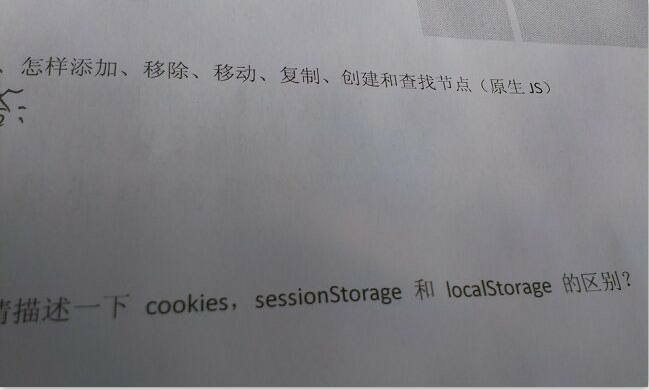 、怎样添加、移除、移动、复制、创建和查找节点（原生 JS）
请描述一下 cookies，sessionStorage 和 localStorage 的区别？